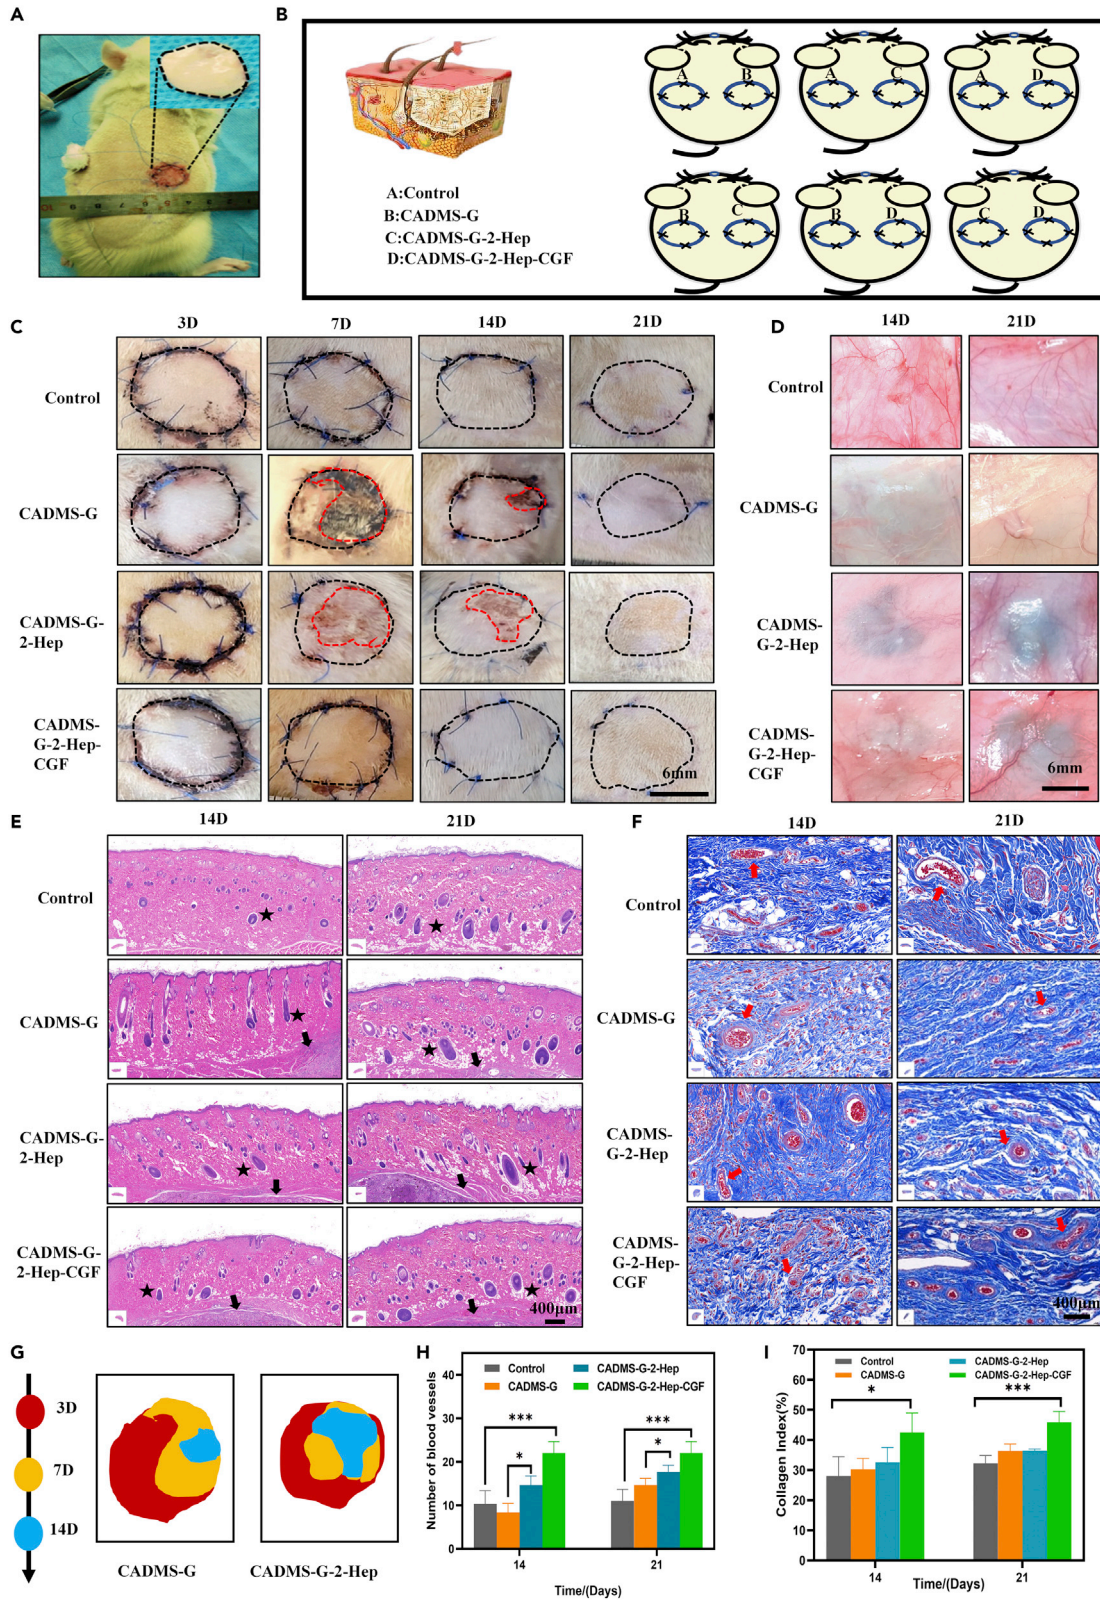 A
B
A:Control
B:CADMS-G
C:CADMS-G-2-Hep
D:CADMS-G-2-Hep-CGF
A B
A C
A D
B C
B D
C D
C
3D 7D 14D 21D
Control
CADMS-G
CADMS-G-
2-Hep
CADMS-
G-2-Hep-
CGF
6mm
D
14D 21D
Control
CADMS-G
CADMS-
G-2-Hep
CADMS-
G-2-Hep-
CGF
6mm
E
14D 21D
Control
CADMS-G
CADMS-G-
2-Hep
CADMS-G-
2-Hep-CGF
400μm
F
14D 21D
Control
CADMS-G
CADMS-
G-2-Hep
CADMS-
G-2-Hep-
CGF
400μm
G
3D
7D
14D
CADMS-G
CADMS-G-2-Hep
H
Number of blood vessels
40
30
20
10
0
Control
CADMS-G
CADMS-G-2-Hep
CADMS-G-2-Hep-CGF
***
*
***
*
14 21
Time/(Days)
I
Collagen Index(%)
70
60
50
40
30
20
10
0
Control
CADMS-G
CADMS-G-2-Hep
CADMS-G-2-Hep-CGF
*
***
14 21
Time/(Days)